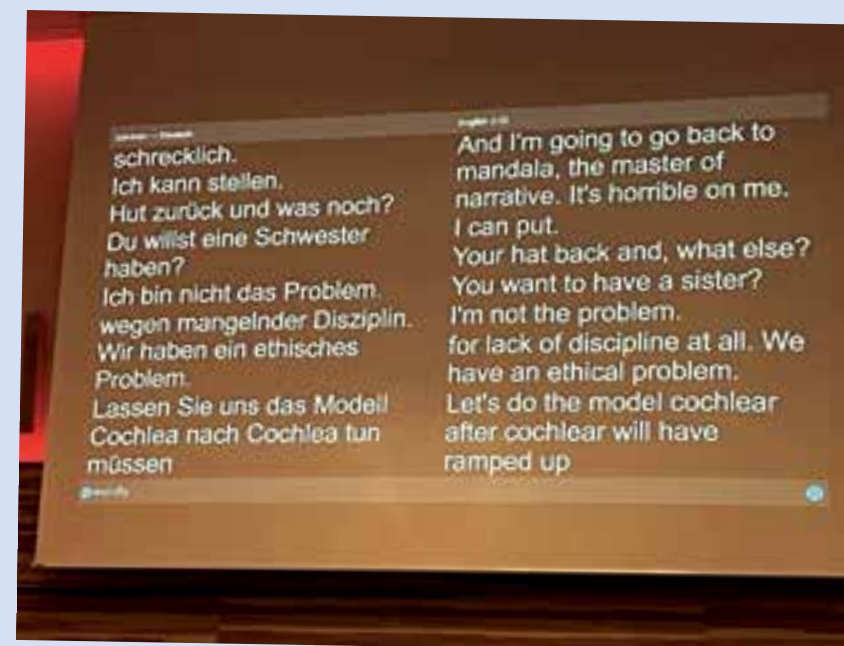 schrecklich.
Ich kann stellen.
Hut zurück und was noch?
Du willst eine Schwester
haben?
Ich bin nicht das Problem.
wegen mangelnder Disziplin.
Wir haben ein ethisches
Problem.
Lassen Sie uns das Modell
Cochlea nach Cochlea tun
müssen
And I'm going to go back to
mandala, the master of
narrative. It's horrible on me.
I can put.
Your hat back and, what else?
You want to have a sister?
I'm not the problem.
for lack of discipline at all. We
have an ethical problem.
Let's do the model cochlear
after cochlear will have
ramped up